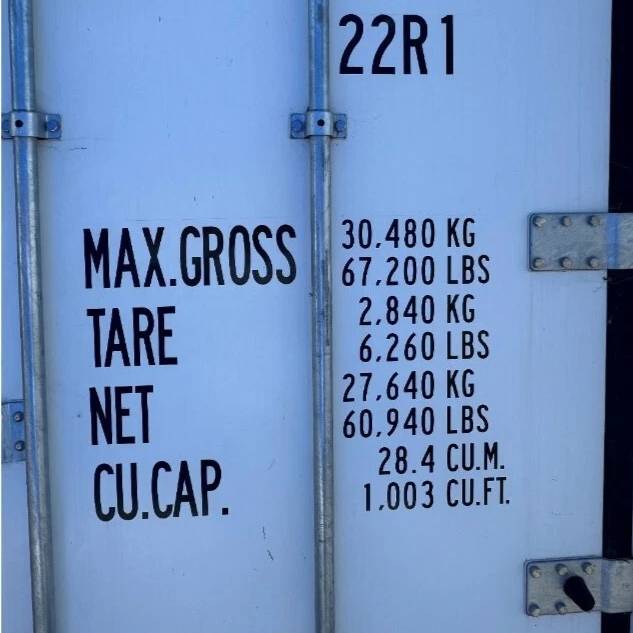 22R1
MAX.GROSS 30,480 KG
67,200 LBS
TARE 2,840 KG
6,260 LBS
NET 27,640 KG
60,940 LBS
CU.CAP. 28.4 CU.M.
1,003 CU.FT.